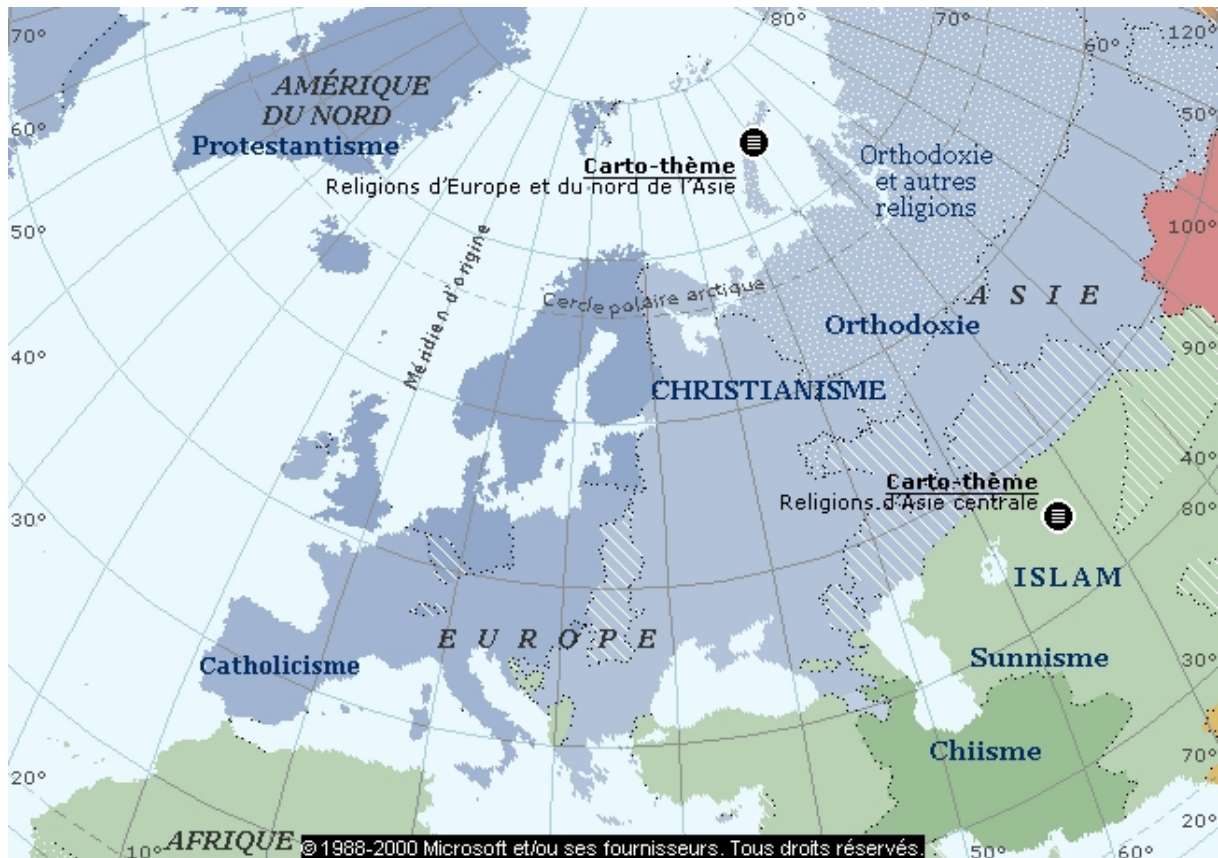 80°
70°
70°
60°
120°
AMÉRIQUE
DU NORD
50°
60°
Protestantisme
Carto-thème
Religions d'Europe et du nord de l'Asie
Orthodoxie
et autres
religions
50°
100°
Méridien d'origine
Cercle polaire arctique
ASIE
Orthodoxie
40°
90°
CHRISTIANISME
40°
Carto-thème
Religions d'Asie centrale
30°
80°
ISLAM
EUROPE
Catholicisme
Sunnisme
30°
Chiisme
70°
20°
20°
AFRIQUE
10°
© 1988-2000 Microsoft et/ou ses fournisseurs. Tous droits réservés.
50°
60°